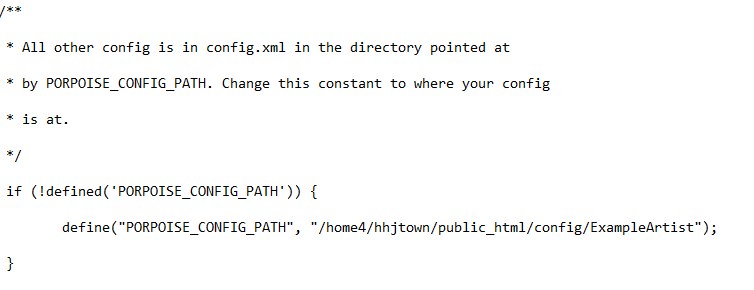 /**
* All other config is in config.xml in the directory pointed at
* by PORPOISE_CONFIG_PATH. Change this constant to where your config
* is at.
*/
if (!defined('PORPOISE_CONFIG_PATH')) {
define("PORPOISE_CONFIG_PATH", "/home4/hhjtown/public_html/config/ExampleArtist");
}